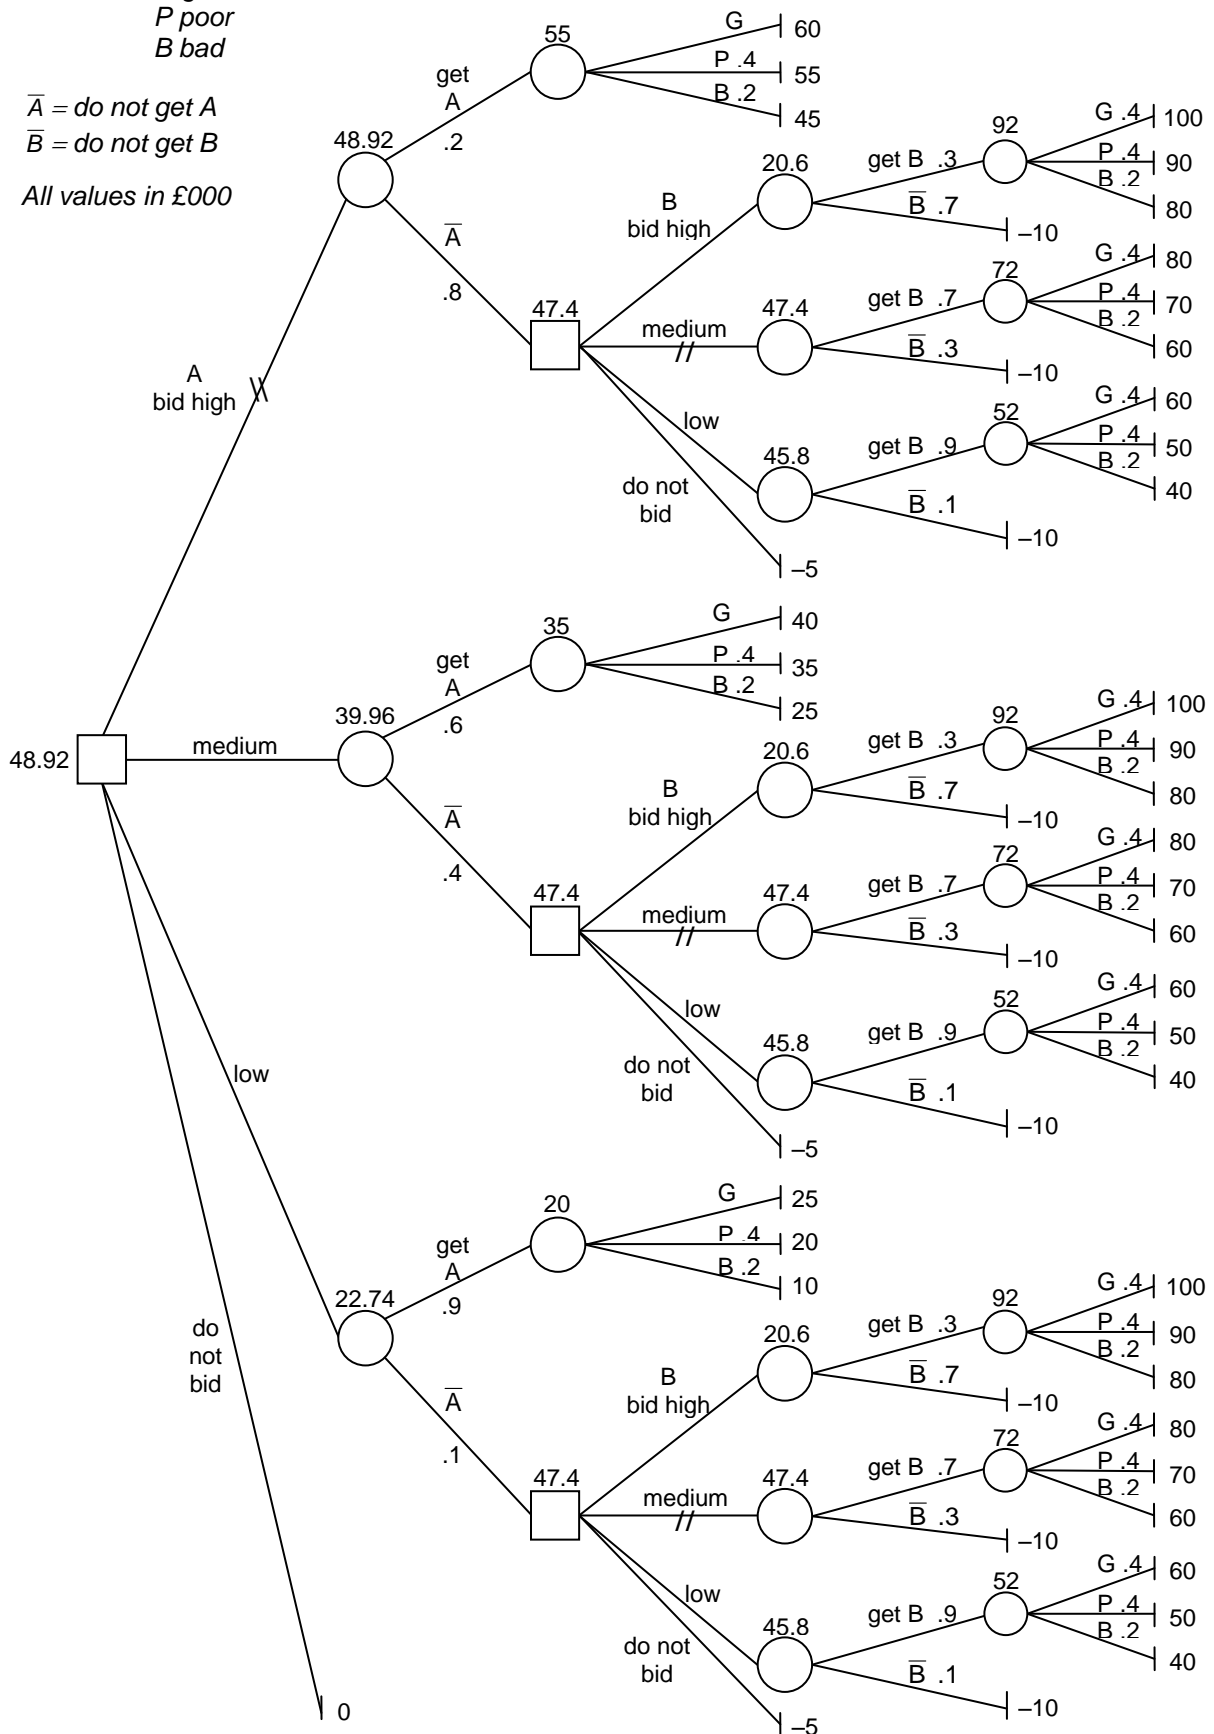 P poor
B bad
A̅ = do not get A
B̅ = do not get B
All values in £000
55
G
60
P .4
55
B .2
45
get
A
.2
48.92
A̅
.8
A
bid high
47.4
B
bid high
20.6
get B .3
92
G .4
100
P .4
90
B .2
80
B̅ .7
–10
medium
47.4
get B .7
72
G .4
80
P .4
70
B .2
60
B̅ .3
–10
low
45.8
get B .9
52
G .4
60
P .4
50
B .2
40
B̅ .1
–10
do not
bid
–5
48.92
medium
39.96
get
A
.6
35
G
40
P .4
35
B .2
25
A̅
.4
47.4
B
bid high
20.6
get B .3
92
G .4
100
P .4
90
B .2
80
B̅ .7
–10
medium
47.4
get B .7
72
G .4
80
P .4
70
B .2
60
B̅ .3
–10
low
45.8
get B .9
52
G .4
60
P .4
50
B .2
40
B̅ .1
–10
do not
bid
–5
low
22.74
get
A
.9
20
G
25
P .4
20
B .2
10
A̅
.1
47.4
B
bid high
20.6
get B .3
92
G .4
100
P .4
90
B .2
80
B̅ .7
–10
medium
47.4
get B .7
72
G .4
80
P .4
70
B .2
60
B̅ .3
–10
low
45.8
get B .9
52
G .4
60
P .4
50
B .2
40
B̅ .1
–10
do not
bid
–5
do
not
bid
0